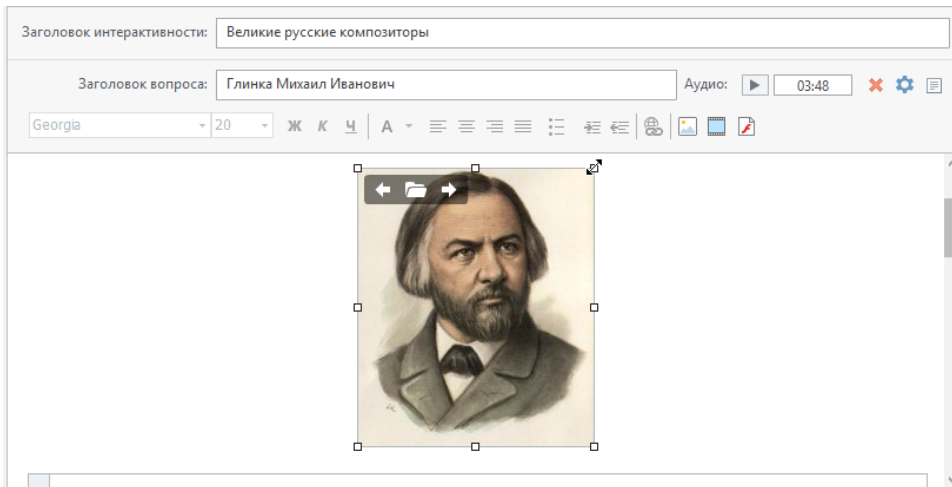 Заголовок интерактивности: Великие русские композиторы
Заголовок вопроса: Глинка Михаил Иванович Аудио: 03:48
Georgia 20 Ж К Ч А